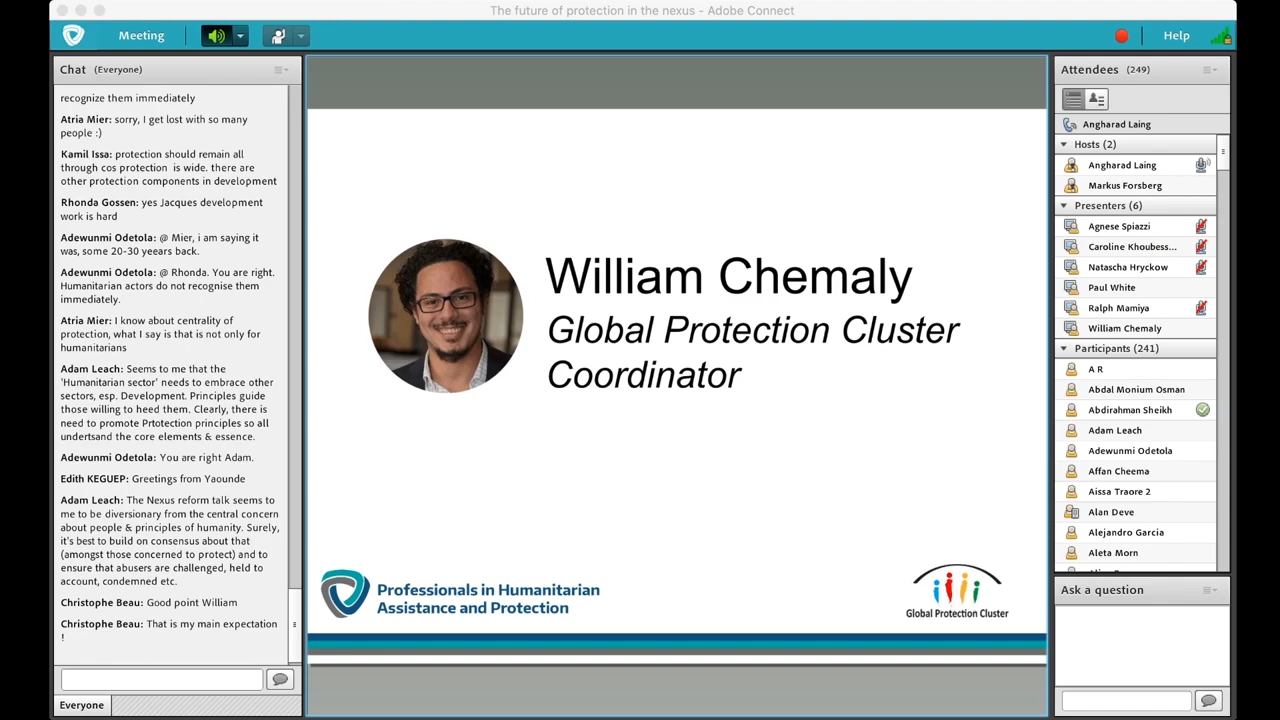 The future of protection in the nexus - Adobe Connect
Meeting
Help
Chat (Everyone)
recognize them immediately
Atria Mier: sorry, I get lost with so many
people :)
Kamil Issa: protection should remain all
through cos protection is wide. there are
other protection components in development
Rhonda Gossen: yes Jacques development
work is hard
Adewunmi Odetola: @ Mier, i am saying it
was, some 20-30 yeears back.
Adewunmi Odetola: @ Rhonda. You are right.
Humanitarian actors do not recognise them
immediately.
Atria Mier: I know about centrality of
protection, what I say is that is not only for
humanitarians
Adam Leach: Seems to me that the
'Humanitarian sector' needs to embrace other
sectors, esp. Development. Principles guide
those willing to heed them. Clearly, there is
need to promote Prtotection principles so all
undertsand the core elements & essence.
Adewunmi Odetola: You are right Adam.
Edith KEGUEP: Greetings from Yaounde
Adam Leach: The Nexus reform talk seems to
me to be diversionary from the central concern
about people & principles of humanity. Surely,
it's best to build on consensus about that
(amongst those concerned to protect) and to
ensure that abusers are challenged, held to
account, condemned etc.
Christophe Beau: Good point William
Christophe Beau: That is my main expectation
!
Everyone
William Chemaly
Global Protection Cluster
Coordinator
Professionals in Humanitarian
Assistance and Protection
Global Protection Cluster
Attendees (249)
Angharad Laing
Hosts (2)
Angharad Laing
Markus Forsberg
Presenters (6)
Agnese Spiazzi
Caroline Khoubess...
Natascha Hryckow
Paul White
Ralph Mamiya
William Chemaly
Participants (241)
A R
Abdal Monium Osman
Abdirahman Sheikh
Adam Leach
Adewunmi Odetola
Affan Cheema
Aissa Traore 2
Alan Deve
Alejandro Garcia
Aleta Morn
Ask a question